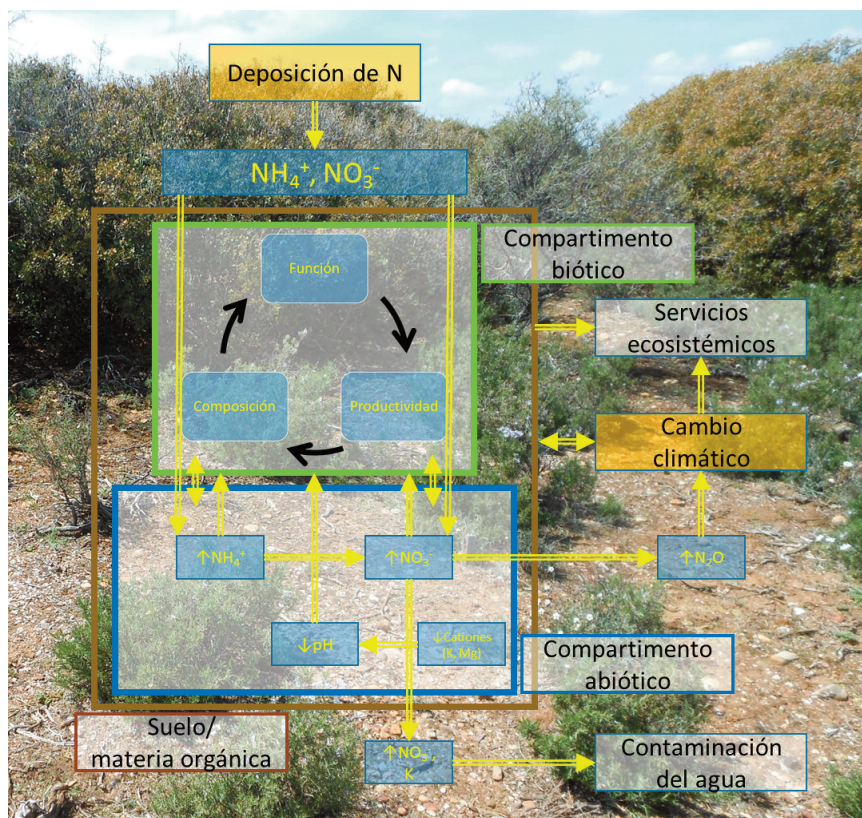 Deposición de N
NH₄⁺, NO₃⁻
Compartimento
biótico
Función
Servicios
ecosistémicos
Composición
Productividad
Cambio
climático
↑NH₄⁺
↑NO₃⁻
↑N₂O
↓pH
↓Cationes
(K, Mg)
Compartimento
abiótico
Suelo/
materia orgánica
↑NO₃⁻,
K
Contaminación
del agua